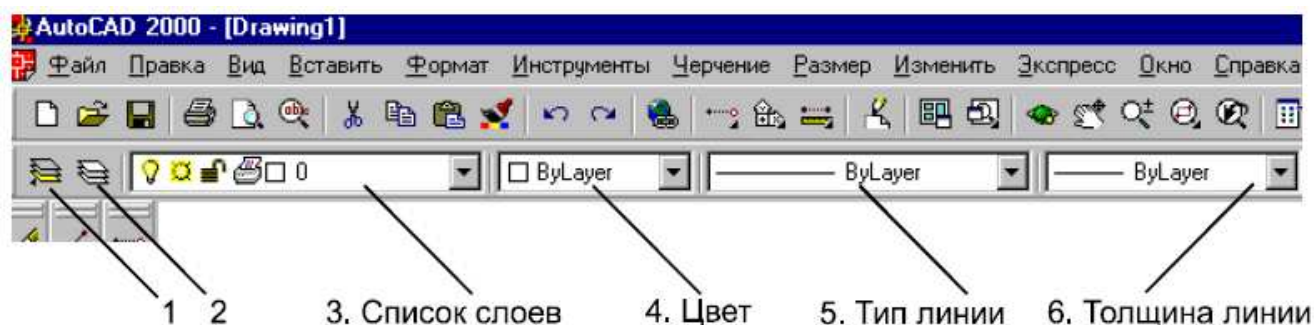 AutoCAD 2000 - [Drawing1]
Файл Правка Вид Вставить Формат Инструменты Черчение Размер Изменить Экспресс Окно Справка
0 ByLayer ByLayer ByLayer
1 2 3. Список слоев 4. Цвет 5. Тип линии 6. Толщина линии